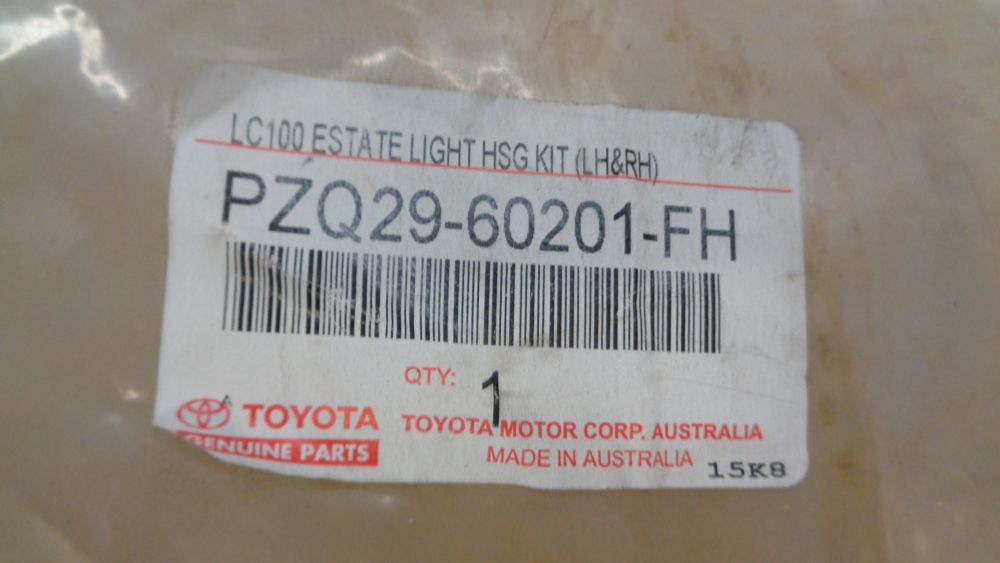 LC100 ESTATE LIGHT HSG KIT (LH&RH)
PZQ29-60201-FH
QTY: 1
TOYOTA
GENUINE PARTS
TOYOTA MOTOR CORP. AUSTRALIA
MADE IN AUSTRALIA
15K8